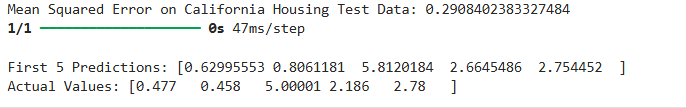 Mean Squared Error on California Housing Test Data: 0.2908402383327484
1/1 ━━━━━━━━━━━━━━━━━━━━ 0s 47ms/step
First 5 Predictions: [0.62995553 0.8061181  5.8120184  2.6645486  2.754452  ]
Actual Values: [0.477   0.458   5.00001 2.186   2.78   ]